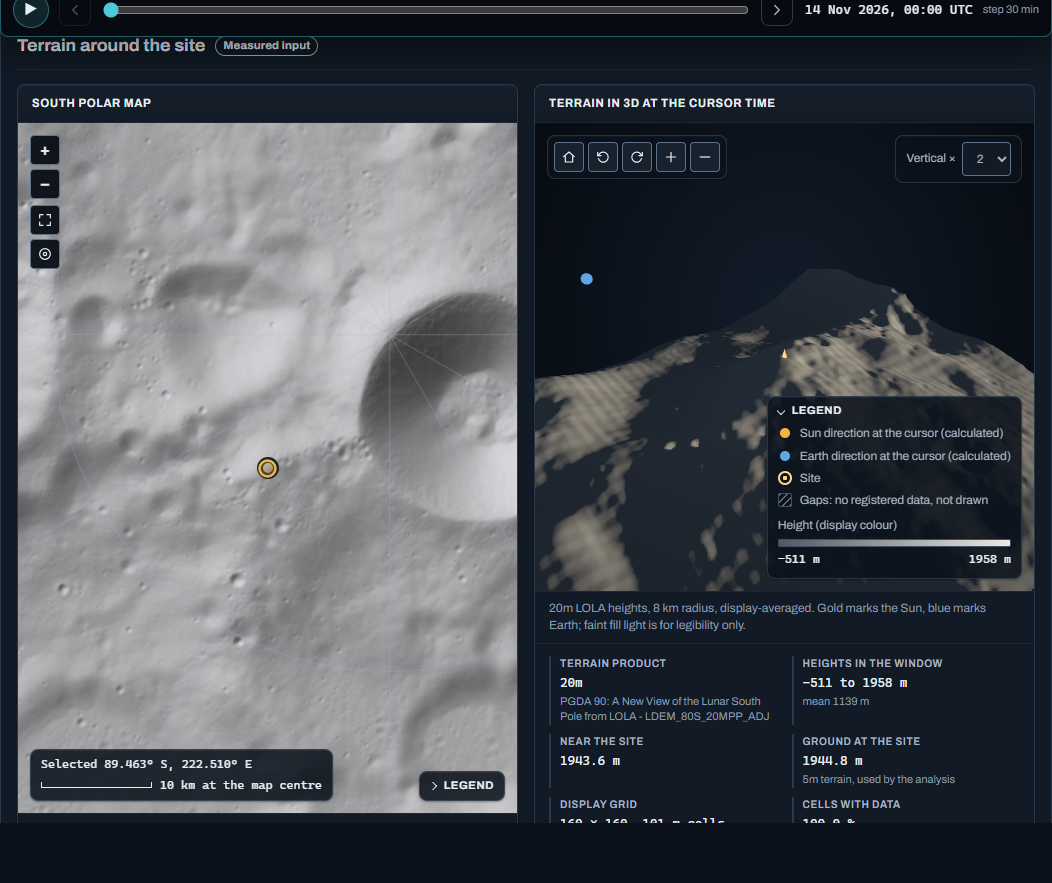 14 Nov 2026, 00:00 UTC step 30 min
Terrain around the site Measured input
SOUTH POLAR MAP
Selected 89.463° S, 222.510° E
10 km at the map centre
LEGEND
TERRAIN IN 3D AT THE CURSOR TIME
Vertical × 2
LEGEND
Sun direction at the cursor (calculated)
Earth direction at the cursor (calculated)
Site
Gaps: no registered data, not drawn
Height (display colour)
−511 m 1958 m
20m LOLA heights, 8 km radius, display-averaged. Gold marks the Sun, blue marks
Earth; faint fill light is for legibility only.
TERRAIN PRODUCT
20m
PGDA 90: A New View of the Lunar South
Pole from LOLA - LDEM_80S_20MPP_ADJ
HEIGHTS IN THE WINDOW
−511 to 1958 m
mean 1139 m
NEAR THE SITE
1943.6 m
GROUND AT THE SITE
1944.8 m
5m terrain, used by the analysis
DISPLAY GRID
160 × 160, 101 m cells
CELLS WITH DATA
100.0 %